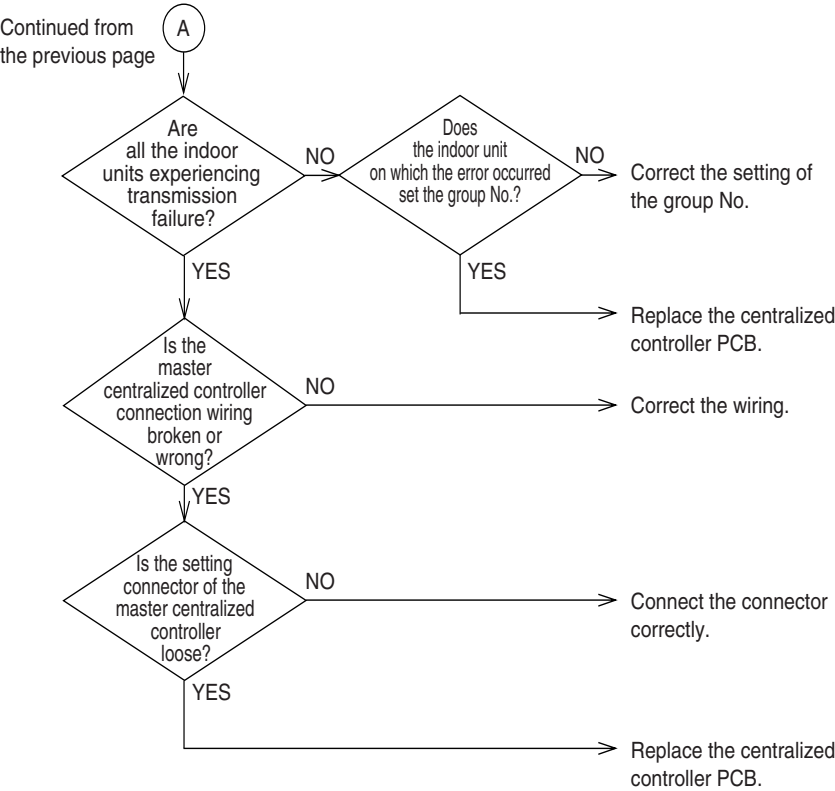 Continued from
the previous page
A
Are
all the indoor
units experiencing
transmission
failure?
NO
Does
the indoor unit
on which the error occurred
set the group No.?
NO
Correct the setting of
the group No.
YES
YES
Replace the centralized
controller PCB.
Is the
master
centralized controller
connection wiring
broken or
wrong?
NO
Correct the wiring.
YES
Is the setting
connector of the
master centralized
controller
loose?
NO
Connect the connector
correctly.
YES
Replace the centralized
controller PCB.